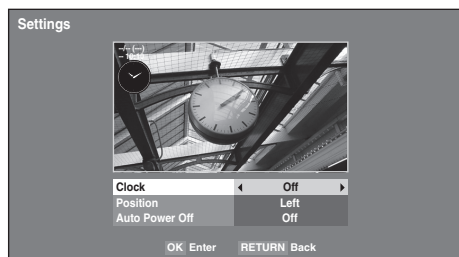 Settings
--/-- (---)
Clock Off
Position Left
Auto Power Off Off
OK Enter RETURN Back